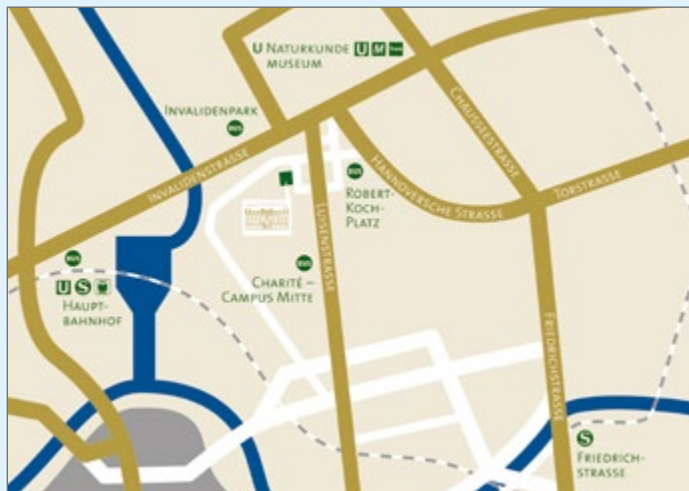 U NATURKUNDE U M
MUSEUM
INVALIDENPARK
BUS
CHAUSSEESTRASSE
INVALIDENSTRASSE
BUS
HANNOVERSCHE STRASSE
TORSTRASSE
ROBERT-
KOCH-
PLATZ
LUISENSTRASSE
BUS
BUS
CHARITÉ –
CAMPUS MITTE
U S
HAUPT-
BAHNHOF
FRIEDRICHSTRASSE
S
FRIEDRICH-
STRASSE